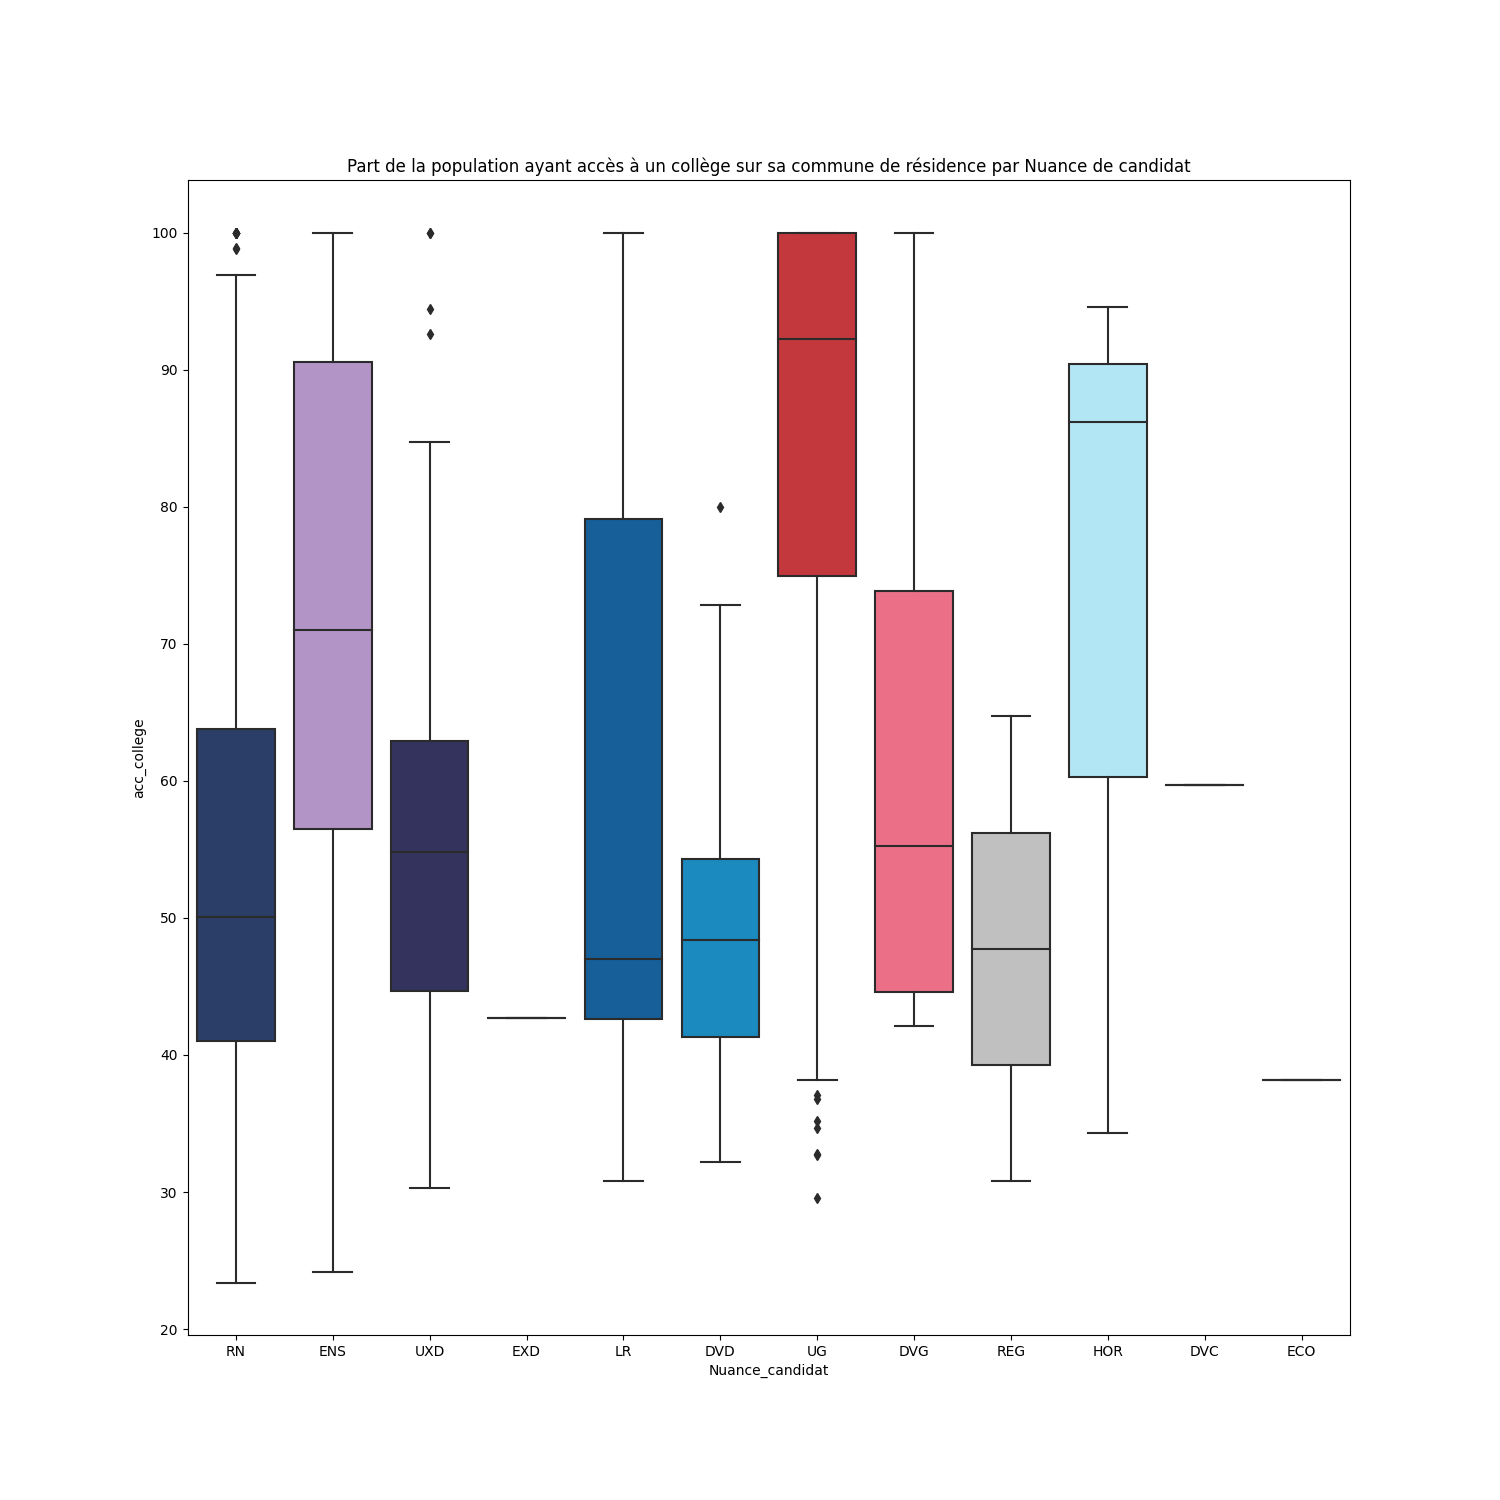 Part de la population ayant accès à un collège sur sa commune de résidence par Nuance de candidat
100
90
80
70
60
50
40
30
20
acc_college
RN ENS UXD EXD LR DVD UG DVG REG HOR DVC ECO
Nuance_candidat